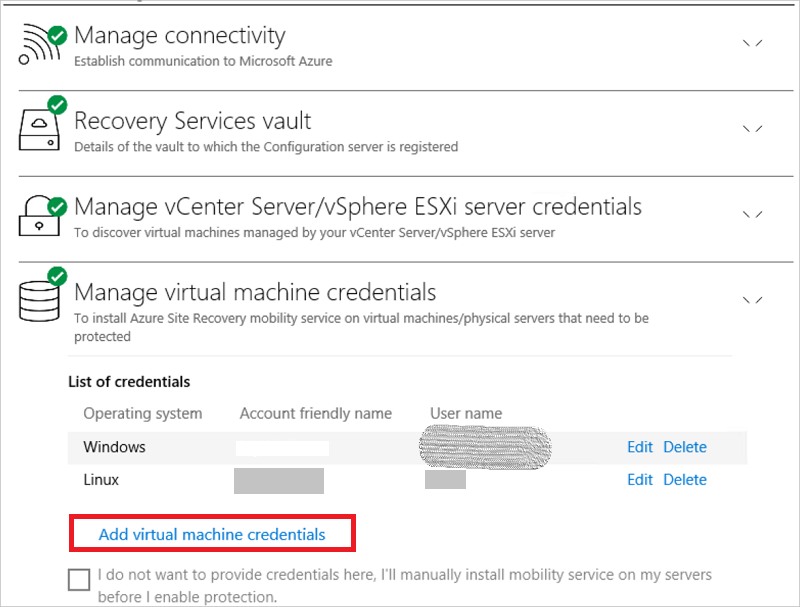 Manage connectivity
Establish communication to Microsoft Azure
Recovery Services vault
Details of the vault to which the Configuration server is registered
Manage vCenter Server/vSphere ESXi server credentials
To discover virtual machines managed by your vCenter Server/vSphere ESXi server
Manage virtual machine credentials
To install Azure Site Recovery mobility service on virtual machines/physical servers that need to be
protected
List of credentials
Operating system Account friendly name User name
Windows Edit Delete
Linux Edit Delete
Add virtual machine credentials
I do not want to provide credentials here, I'll manually install mobility service on my servers
before I enable protection.